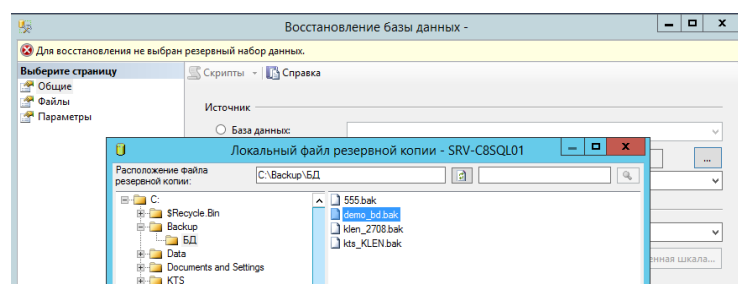 Восстановление базы данных -
Для восстановления не выбран резервный набор данных.
Выберите страницу
Общие
Файлы
Параметры
Скрипты
Справка
Источник
База данных:
...
Локальный файл резервной копии - SRV-C8SQL01
Расположение файла
резервной копии:
C:\Backup\БД
C:
$Recycle.Bin
Backup
БД
Data
Documents and Settings
KTS
555.bak
demo_bd.bak
klen_2708.bak
kts_KLEN.bak
шкала...